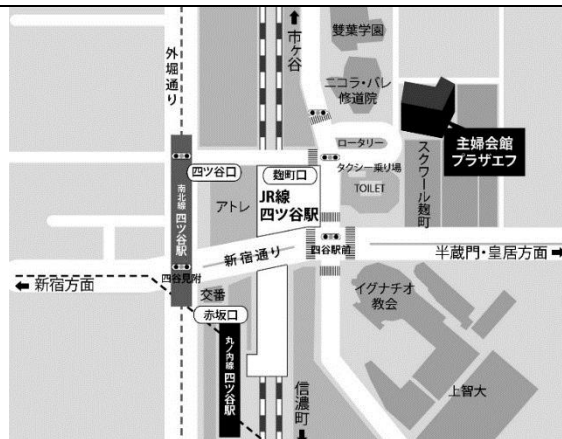 外堀通り
市ヶ谷
雙葉学園
ニコラ・バレ
修道院
主婦会館
プラザエフ
ロータリー
タクシー乗り場
TOILET
スクワール麹町
四ツ谷口
麹町口
JR線
四ツ谷駅
アトレ
南北線 四ツ谷駅
新宿通り
四谷駅前
半蔵門・皇居方面
四谷見附
新宿方面
交番
赤坂口
丸ノ内線 四ツ谷駅
イグナチオ
教会
上智大
信濃町